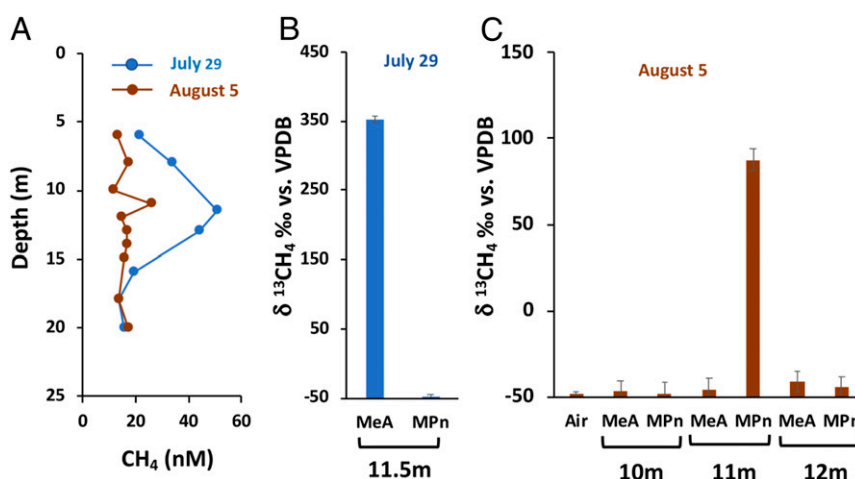 A
July 29
August 5
0
5
10
15
20
25
Depth (m)
0 20 40 60
CH₄ (nM)
B
July 29
450
350
250
150
50
-50
δ ¹³CH₄ ‰ vs. VPDB
MeA MPn
11.5m
C
August 5
150
100
50
0
-50
δ ¹³CH₄ ‰ vs. VPDB
Air MeA MPn MeA MPn MeA MPn
10m 11m 12m